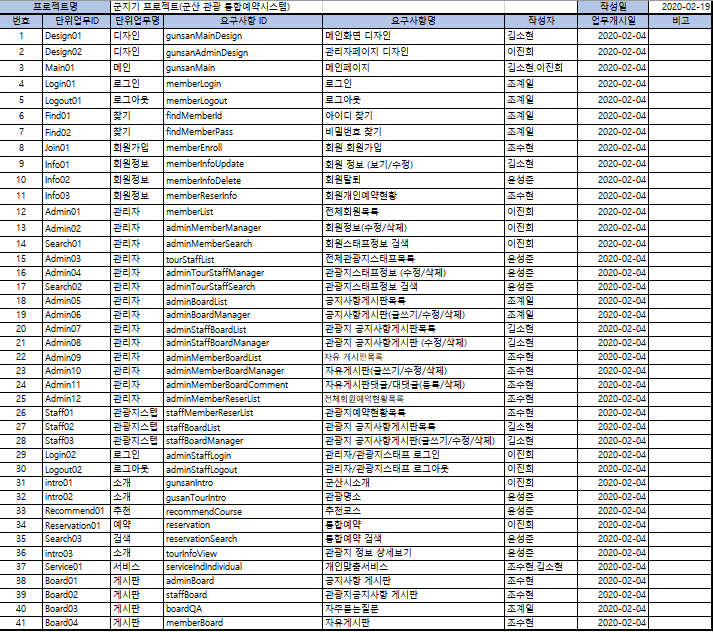 프로젝트명 군지기 프로젝트(군산 관광 통합예약시스템) 작성일 2020-02-19
번호 단위업무ID 단위업무명 요구사항 ID 요구사항명 작성자 업무개시일 비고
1 Design01 디자인 gunsanMainDesign 메인화면 디자인 김소현 2020-02-04
2 Design02 디자인 gunsanAdminDesign 관리자페이지 디자인 이진희 2020-02-04
3 Main01 메인 gunsanMain 메인페이지 김소현,이진희 2020-02-04
4 Login01 로그인 memberLogin 로그인 조계일 2020-02-04
5 Logout01 로그아웃 memberLogout 로그아웃 조계일 2020-02-04
6 Find01 찾기 findMemberId 아이디 찾기 조계일 2020-02-04
7 Find02 찾기 findMemberPass 비밀번호 찾기 조계일 2020-02-04
8 Join01 회원가입 memberEnroll 회원 회원가입 조수현 2020-02-04
9 Info01 회원정보 memberInfoUpdate 회원 정보 (보기/수정) 김소현 2020-02-04
10 Info02 회원정보 memberInfoDelete 회원탈퇴 윤성준 2020-02-04
11 Info03 회원정보 memberReserInfo 회원개인예약현황 조수현 2020-02-04
12 Admin01 관리자 memberList 전체회원목록 이진희 2020-02-04
13 Admin02 관리자 adminMemberManager 회원정보(수정/삭제) 이진희 2020-02-04
14 Search01 관리자 adminMemberSearch 회원스태프정보 검색 이진희 2020-02-04
15 Admin03 관리자 tourStaffList 전체관광지스태프목록 윤성준 2020-02-04
16 Admin04 관리자 adminTourStaffManager 관광지스태프정보 (수정/삭제) 윤성준 2020-02-04
17 Search02 관리자 adminTourStaffSearch 관광지스태프정보 검색 윤성준 2020-02-04
18 Admin05 관리자 adminBoardList 공지사항게시판목록 조계일 2020-02-04
19 Admin06 관리자 adminBoardManager 공지사항게시판(글쓰기/수정/삭제) 조계일 2020-02-04
20 Admin07 관리자 adminStaffBoardList 관광지 공지사항게시판목록 김소현 2020-02-04
21 Admin08 관리자 adminStaffBoardManager 관광지 공지사항게시판 (수정/삭제) 김소현 2020-02-04
22 Admin09 관리자 adminMemberBoardList 자유 게시판목록 조수현 2020-02-04
23 Admin10 관리자 adminMemberBoardManager 자유게시판(글쓰기/수정/삭제) 조수현 2020-02-04
24 Admin11 관리자 adminMemberBoardComment 자유게시판댓글/대댓글(등록/삭제) 조수현 2020-02-04
25 Admin12 관리자 adminMemberReserList 전체회원예약현황목록 조수현 2020-02-04
26 Staff01 관광지스텝 staffMemberReserList 관광지예약현황목록 조수현 2020-02-04
27 Staff02 관광지스텝 staffBoardList 관광지 공지사항게시판목록 김소현 2020-02-04
28 Staff03 관광지스텝 staffBoardManager 관광지 공지사항게시판(글쓰기/수정/삭제) 김소현 2020-02-04
29 Login02 로그인 adminStaffLogin 관리자/관광지스태프 로그인 이진희 2020-02-04
30 Logout02 로그아웃 adminStaffLogout 관리자/관광지스태프 로그아웃 이진희 2020-02-04
31 intro01 소개 gunsanIntro 군산시소개 이진희 2020-02-04
32 intro02 소개 gusanTourIntro 관광명소 윤성준 2020-02-04
33 Recommend01 추천 recommendCourse 추천코스 윤성준 2020-02-04
34 Reservation01 예약 reservation 통합예약 이진희 2020-02-04
35 Search03 검색 reservationSearch 통합예약 검색 윤성준 2020-02-04
36 intro03 소개 tourInfoView 관광지 정보 상세보기 윤성준 2020-02-04
37 Service01 서비스 serviceIndIndividual 개인맞춤서비스 조수현,김소현 2020-02-04
38 Board01 게시판 adminBoard 공지사항 게시판 조수현 2020-02-04
39 Board02 게시판 staffBoard 관광지공지사항 게시판 조수현 2020-02-04
40 Board03 게시판 boardQA 자주묻는질문 조계일 2020-02-04
41 Board04 게시판 memberBoard 자유게시판 조수현 2020-02-04